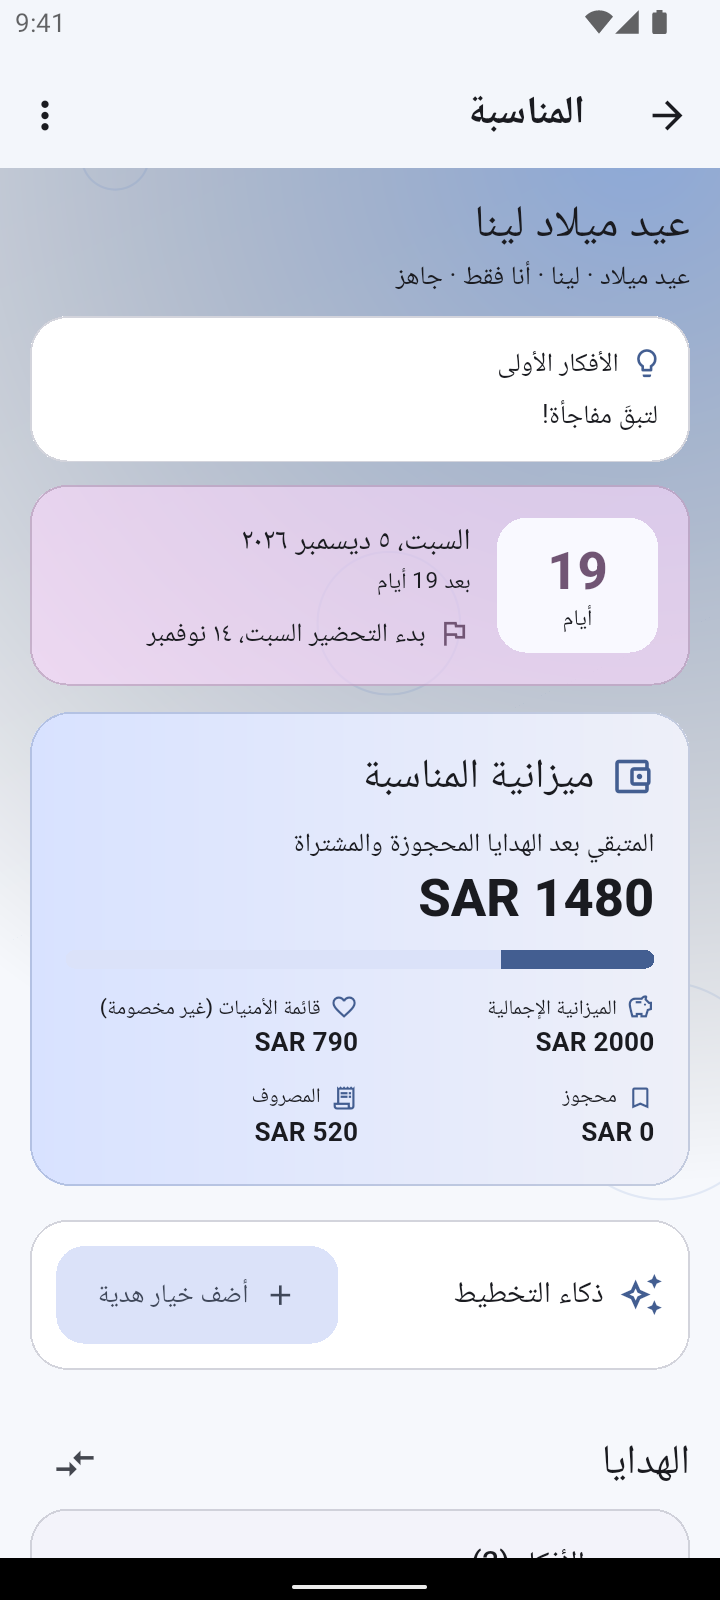 9:41
المناسبة
عيد ميلاد لينا
عيد ميلاد · لينا · أنا فقط · جاهز
الأفكار الأولى
لتبقَ مفاجأة!
19
أيام
السبت، ٥ ديسمبر ٢٠٢٦
بعد 19 أيام
بدء التحضير السبت، ١٤ نوفمبر
ميزانية المناسبة
المتبقي بعد الهدايا المحجوزة والمشتراة
SAR 1480
الميزانية الإجمالية
SAR 2000
قائمة الأمنيات (غير مخصومة)
SAR 790
محجوز
SAR 0
المصروف
SAR 520
ذكاء التخطيط
أضف خيار هدية
الهدايا